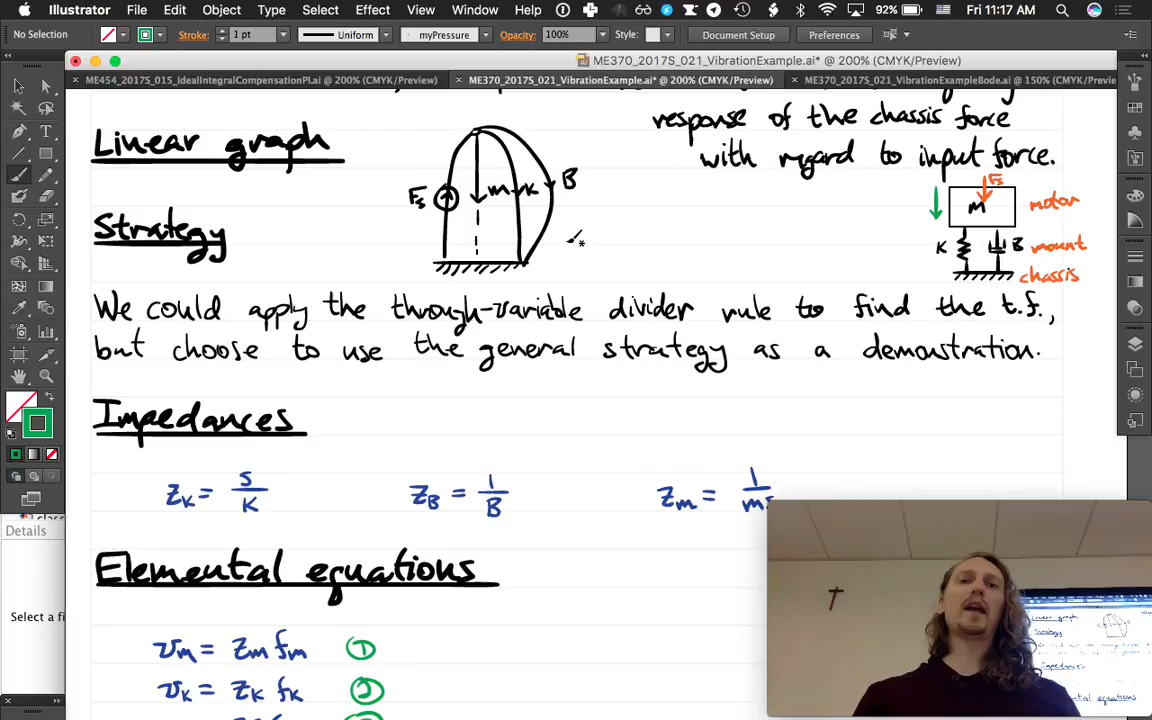 Illustrator File Edit Object Type Select Effect View Window Help 92% Fri 11:17 AM
No Selection Stroke: 1 pt Uniform myPressure Opacity: 100% Style: Document Setup Preferences
ME370_2017S_021_VibrationExample.ai* @ 200% (CMYK/Preview)
ME454_2017S_015_IdealIntegralCompensationPI.ai @ 200% (CMYK/Preview) ME370_2017S_021_VibrationExample.ai* @ 200% (CMYK/Preview) ME370_2017S_021_VibrationExampleBode.ai @ 150% (CMYK/Preview)
response of the chassis force
with regard to input force.
Linear graph
Fs m K B
Fs
m motor
K B mount
chassis
Strategy
We could apply the through-variable divider rule to find the t.f.,
but choose to use the general strategy as a demonstration.
Impedances
ZK = s/K ZB = 1/B Zm = 1/ms
Elemental equations
vm = Zm fm ①
vK = ZK fK ②
Details
Select a fi